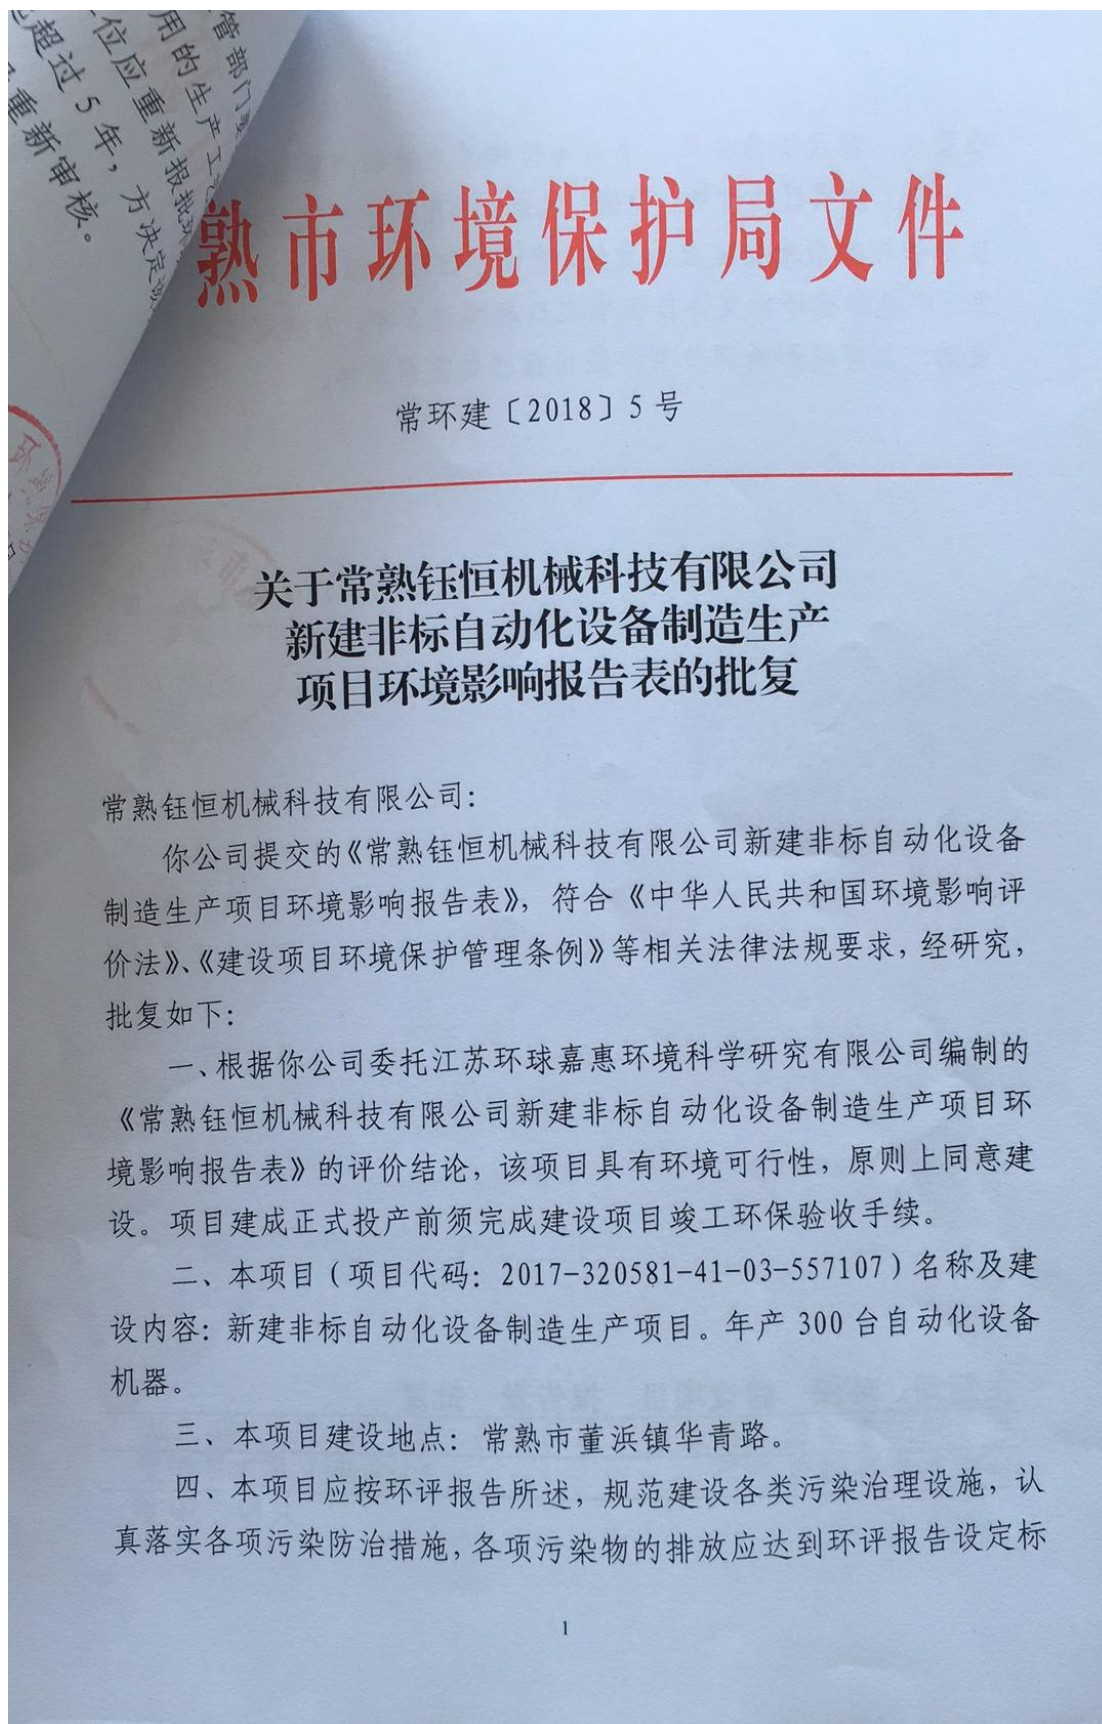 管部门
用的生产工
位应重新报批
超过5年，方决定该
重新审核。
熟市环境保护局文件
常环建〔2018〕5号
关于常熟钰恒机械科技有限公司
新建非标自动化设备制造生产
项目环境影响报告表的批复
常熟钰恒机械科技有限公司：
你公司提交的《常熟钰恒机械科技有限公司新建非标自动化设备
制造生产项目环境影响报告表》，符合《中华人民共和国环境影响评
价法》、《建设项目环境保护管理条例》等相关法律法规要求，经研究，
批复如下：
一、根据你公司委托江苏环球嘉惠环境科学研究有限公司编制的
《常熟钰恒机械科技有限公司新建非标自动化设备制造生产项目环
境影响报告表》的评价结论，该项目具有环境可行性，原则上同意建
设。项目建成正式投产前须完成建设项目竣工环保验收手续。
二、本项目（项目代码：2017-320581-41-03-557107）名称及建
设内容：新建非标自动化设备制造生产项目。年产 300 台自动化设备
机器。
三、本项目建设地点：常熟市董浜镇华青路。
四、本项目应按环评报告所述，规范建设各类污染治理设施，认
真落实各项污染防治措施，各项污染物的排放应达到环评报告设定标
1